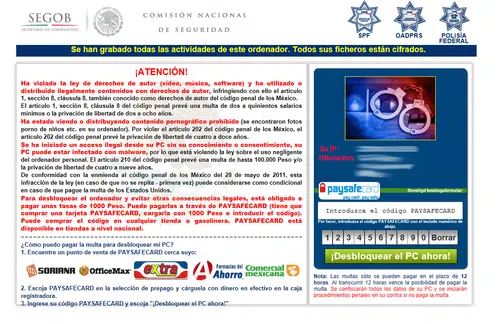 SEGOB
SECRETARÍA DE GOBERNACIÓN
COMISIÓN NACIONAL
DE SEGURIDAD
SPF
OADPRS
POLICÍA
FEDERAL
Se han grabado todas las actividades de este ordenador. Todos sus ficheros están cifrados.
¡ATENCIÓN!
Ha violado la ley de derechos de autor (vídeo, música, software) y ha utilizado o
distribuido ilegalmente contenidos con derechos de autor, infringiendo con ello el artículo
1, sección 8, cláusula 8, también conocido como derechos de autor del código penal de los México.
El artículo 1, sección 8, cláusula 8 del código penal prevé una multa de dos a quinientos salarios
mínimos o la privación de libertad de dos a ocho años.
Ha estado viendo o distribuyendo contenido pornográfico prohibido (se encontraron fotos
porno de niños etc. en su ordenador). Por violar el artículo 202 del código penal de los México, el
artículo 202 del código penal prevé la privación de libertad de cuatro a doce años.
Se ha iniciado un acceso ilegal desde su PC sin su conocimiento o consentimiento, su
PC puede estar infectado con malware, por lo que está violando la ley sobre el uso negligente
del ordenador personal. El artículo 210 del código penal prevé una multa de hasta 100.000 Peso y/o
la privación de libertad de cuatro a nueve años.
De conformidad con la enmienda al código penal de los México del 28 de mayo de 2011, esta
infracción de la ley (en caso de que no se repita - primera vez) puede considerarse como condicional
en caso de que pague la multa de los Estados Unidos.
Para desbloquear el ordenador y evitar otras consecuencias legales, está obligado a
pagar unas tasas de 1000 Peso. Puede pagarlas a través de PAYSAFECARD (tiene que
comprar una tarjeta PAYSAFECARD, cargarla con 1000 Peso e introducir el código).
Puede comprar el código en cualquier tienda o gasolinera. PAYSAFECARD está
disponible en tiendas a nivel nacional.
¿Cómo puedo pagar la multa para desbloquear mi PC?
1. Encuentre un punto de venta de PAYSAFECARD cerca suyo:
SORIANA
OfficeMax
extra
Farmacias del
Ahorro
Comercial
mexicana
2. Escoja PAYSAFECARD en la selección de prepago y cárguela con dinero en efectivo en la caja
registradora.
3. Ingrese su código PAYSAFECARD y escoja "¡Desbloquear el PC ahora!"
Su IP:
Ubicación:
paysafecard
pay cash. pay safe.
Introduzca el código PAYSAFECARD
Por favor, introduzca el código PAYSAFECARD con el teclado numérico de
abajo.
1 2 3 4 5 6 7 8 9 0 Borrar
¡Desbloquear el PC ahora!
Nota: Las multas sólo se pueden pagar en el plazo de 12
horas. Al transcurrir 12 horas vence la posibilidad de pagar la
multa. Se confiscarán todos los datos de su PC y se iniciarán
procedimientos penales en su contra si no paga la multa.